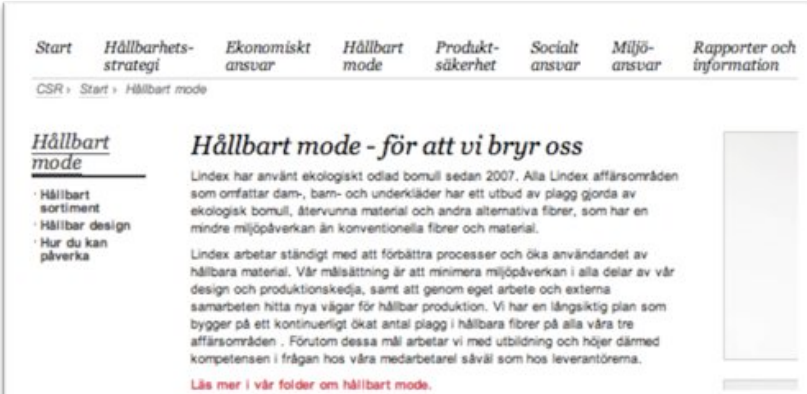 Start Hållbarhets- Ekonomiskt Hållbart Produkt- Socialt Miljö- Rapporter och
strategi ansvar mode säkerhet ansvar ansvar information
CSR › Start › Hållbart mode
Hållbart
mode
· Hållbart
sortiment
· Hållbar design
· Hur du kan
påverka
Hållbart mode - för att vi bryr oss
Lindex har använt ekologiskt odlad bomull sedan 2007. Alla Lindex affärsområden
som omfattar dam-, barn- och underkläder har ett utbud av plagg gjorda av
ekologisk bomull, återvunna material och andra alternativa fibrer, som har en
mindre miljöpåverkan än konventionella fibrer och material.
Lindex arbetar ständigt med att förbättra processer och öka användandet av
hållbara material. Vår målsättning är att minimera miljöpåverkan i alla delar av vår
design och produktionskedja, samt att genom eget arbete och externa
samarbeten hitta nya vägar för hållbar produktion. Vi har en långsiktig plan som
bygger på ett kontinuerligt ökat antal plagg i hållbara fibrer på alla våra tre
affärsområden . Förutom dessa mål arbetar vi med utbildning och höjer därmed
kompetensen i frågan hos våra medarbetarel såväl som hos leverantörerna.
Läs mer i vår folder om hållbart mode.